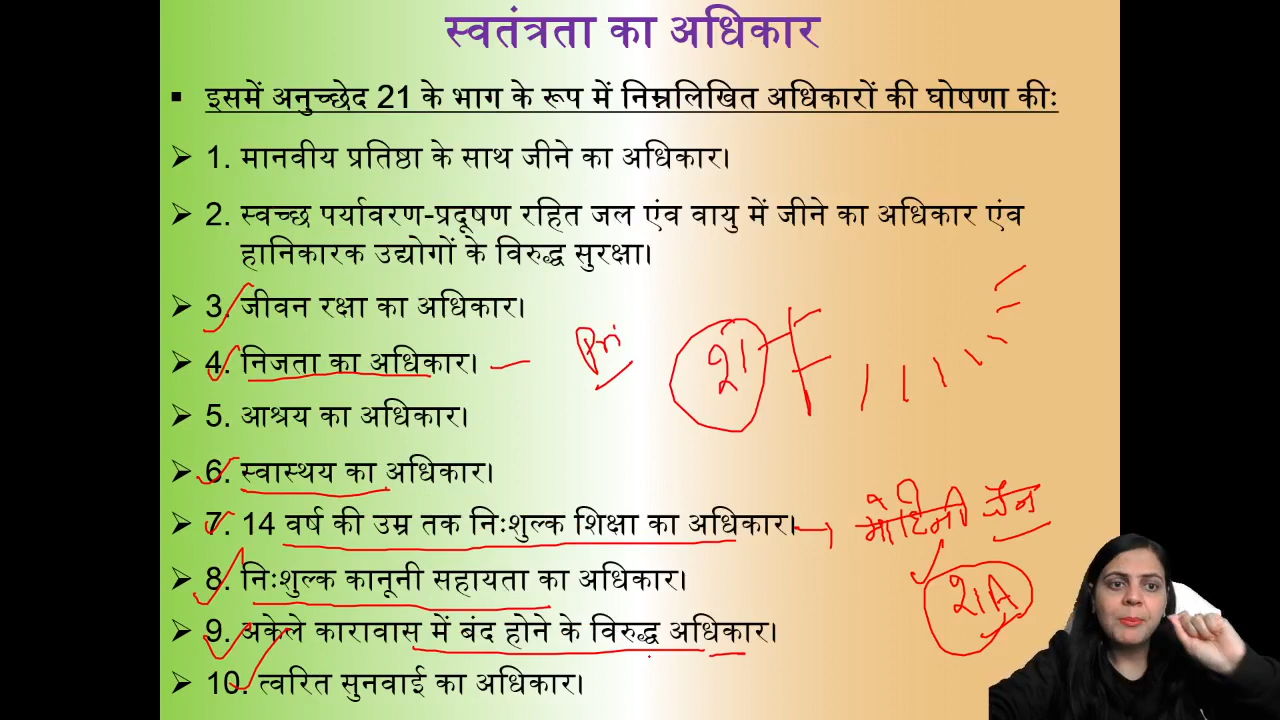 स्वतंत्रता का अधिकार
▪ इसमें अनुच्छेद 21 के भाग के रूप में निम्नलिखित अधिकारों की घोषणा की:
➢ 1. मानवीय प्रतिष्ठा के साथ जीने का अधिकार।
➢ 2. स्वच्छ पर्यावरण-प्रदूषण रहित जल एंव वायु में जीने का अधिकार एंव
हानिकारक उद्योगों के विरुद्ध सुरक्षा।
➢ 3. जीवन रक्षा का अधिकार।
➢ 4. निजता का अधिकार।
Pri
21
➢ 5. आश्रय का अधिकार।
➢ 6. स्वास्थय का अधिकार।
➢ 7. 14 वर्ष की उम्र तक निःशुल्क शिक्षा का अधिकार।
जैन
➢ 8. निःशुल्क कानूनी सहायता का अधिकार।
21A
➢ 9. अकेले कारावास में बंद होने के विरुद्ध अधिकार।
➢ 10. त्वरित सुनवाई का अधिकार।